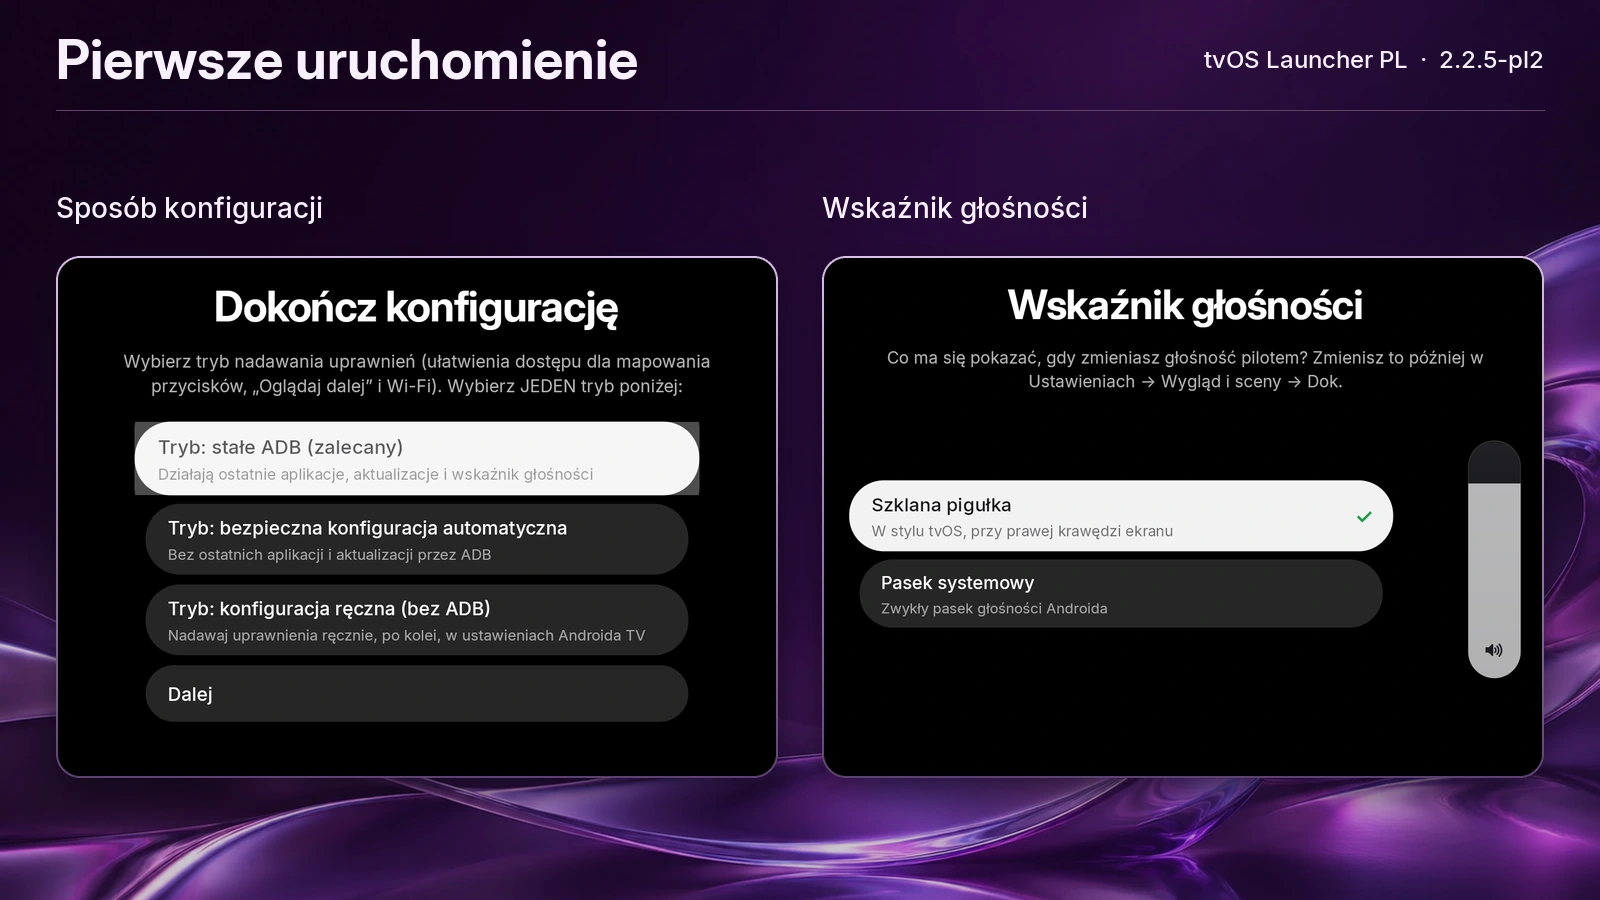 Pierwsze uruchomienie
tvOS Launcher PL · 2.2.5-pl2
Sposób konfiguracji
Dokończ konfigurację
Wybierz tryb nadawania uprawnień (ułatwienia dostępu dla mapowania
przycisków, „Oglądaj dalej” i Wi-Fi). Wybierz JEDEN tryb poniżej:
Tryb: stałe ADB (zalecany)
Działają ostatnie aplikacje, aktualizacje i wskaźnik głośności
Tryb: bezpieczna konfiguracja automatyczna
Bez ostatnich aplikacji i aktualizacji przez ADB
Tryb: konfiguracja ręczna (bez ADB)
Nadawaj uprawnienia ręcznie, po kolei, w ustawieniach Androida TV
Dalej
Wskaźnik głośności
Wskaźnik głośności
Co ma się pokazać, gdy zmieniasz głośność pilotem? Zmienisz to później w
Ustawieniach → Wygląd i sceny → Dok.
Szklana pigułka
W stylu tvOS, przy prawej krawędzi ekranu
Pasek systemowy
Zwykły pasek głośności Androida